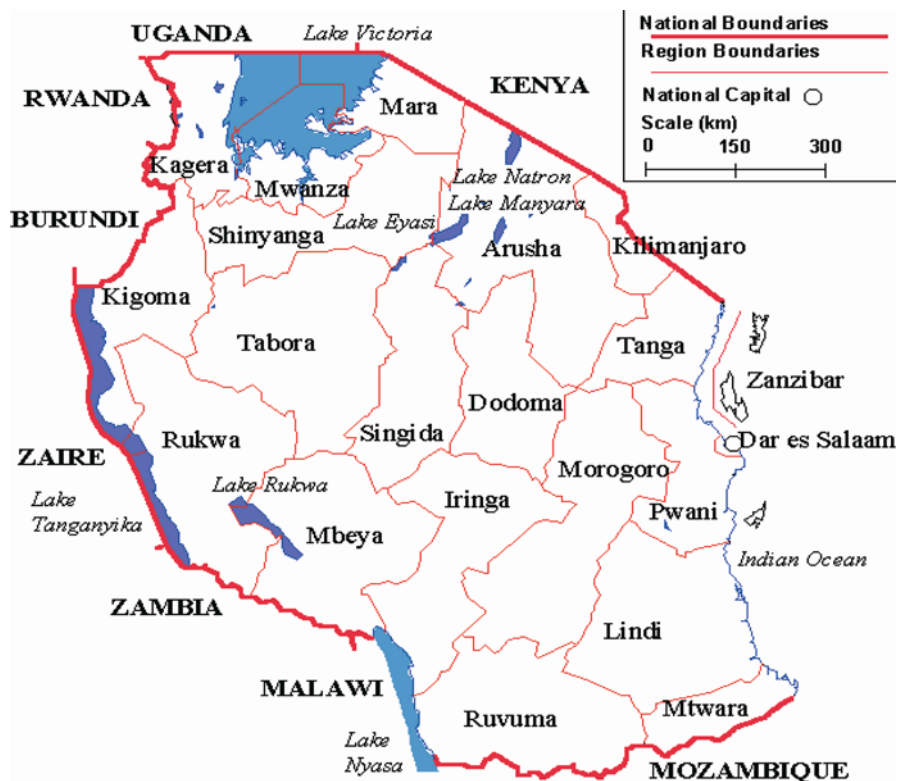 UGANDA
Lake Victoria
National Boundaries
Region Boundaries
National Capital
Scale (km)
0 150 300
RWANDA
KENYA
Mara
Kagera
Mwanza
Lake Natron
Lake Manyara
BURUNDI
Lake Eyasi
Shinyanga
Arusha
Kilimanjaro
Kigoma
Tabora
Tanga
Zanzibar
Dodoma
Rukwa
Singida
Dar es Salaam
ZAIRE
Morogoro
Lake
Tanganyika
Lake Rukwa
Iringa
Pwani
Mbeya
Indian Ocean
ZAMBIA
Lindi
MALAWI
Ruvuma
Mtwara
Lake
Nyasa
MOZAMBIQUE